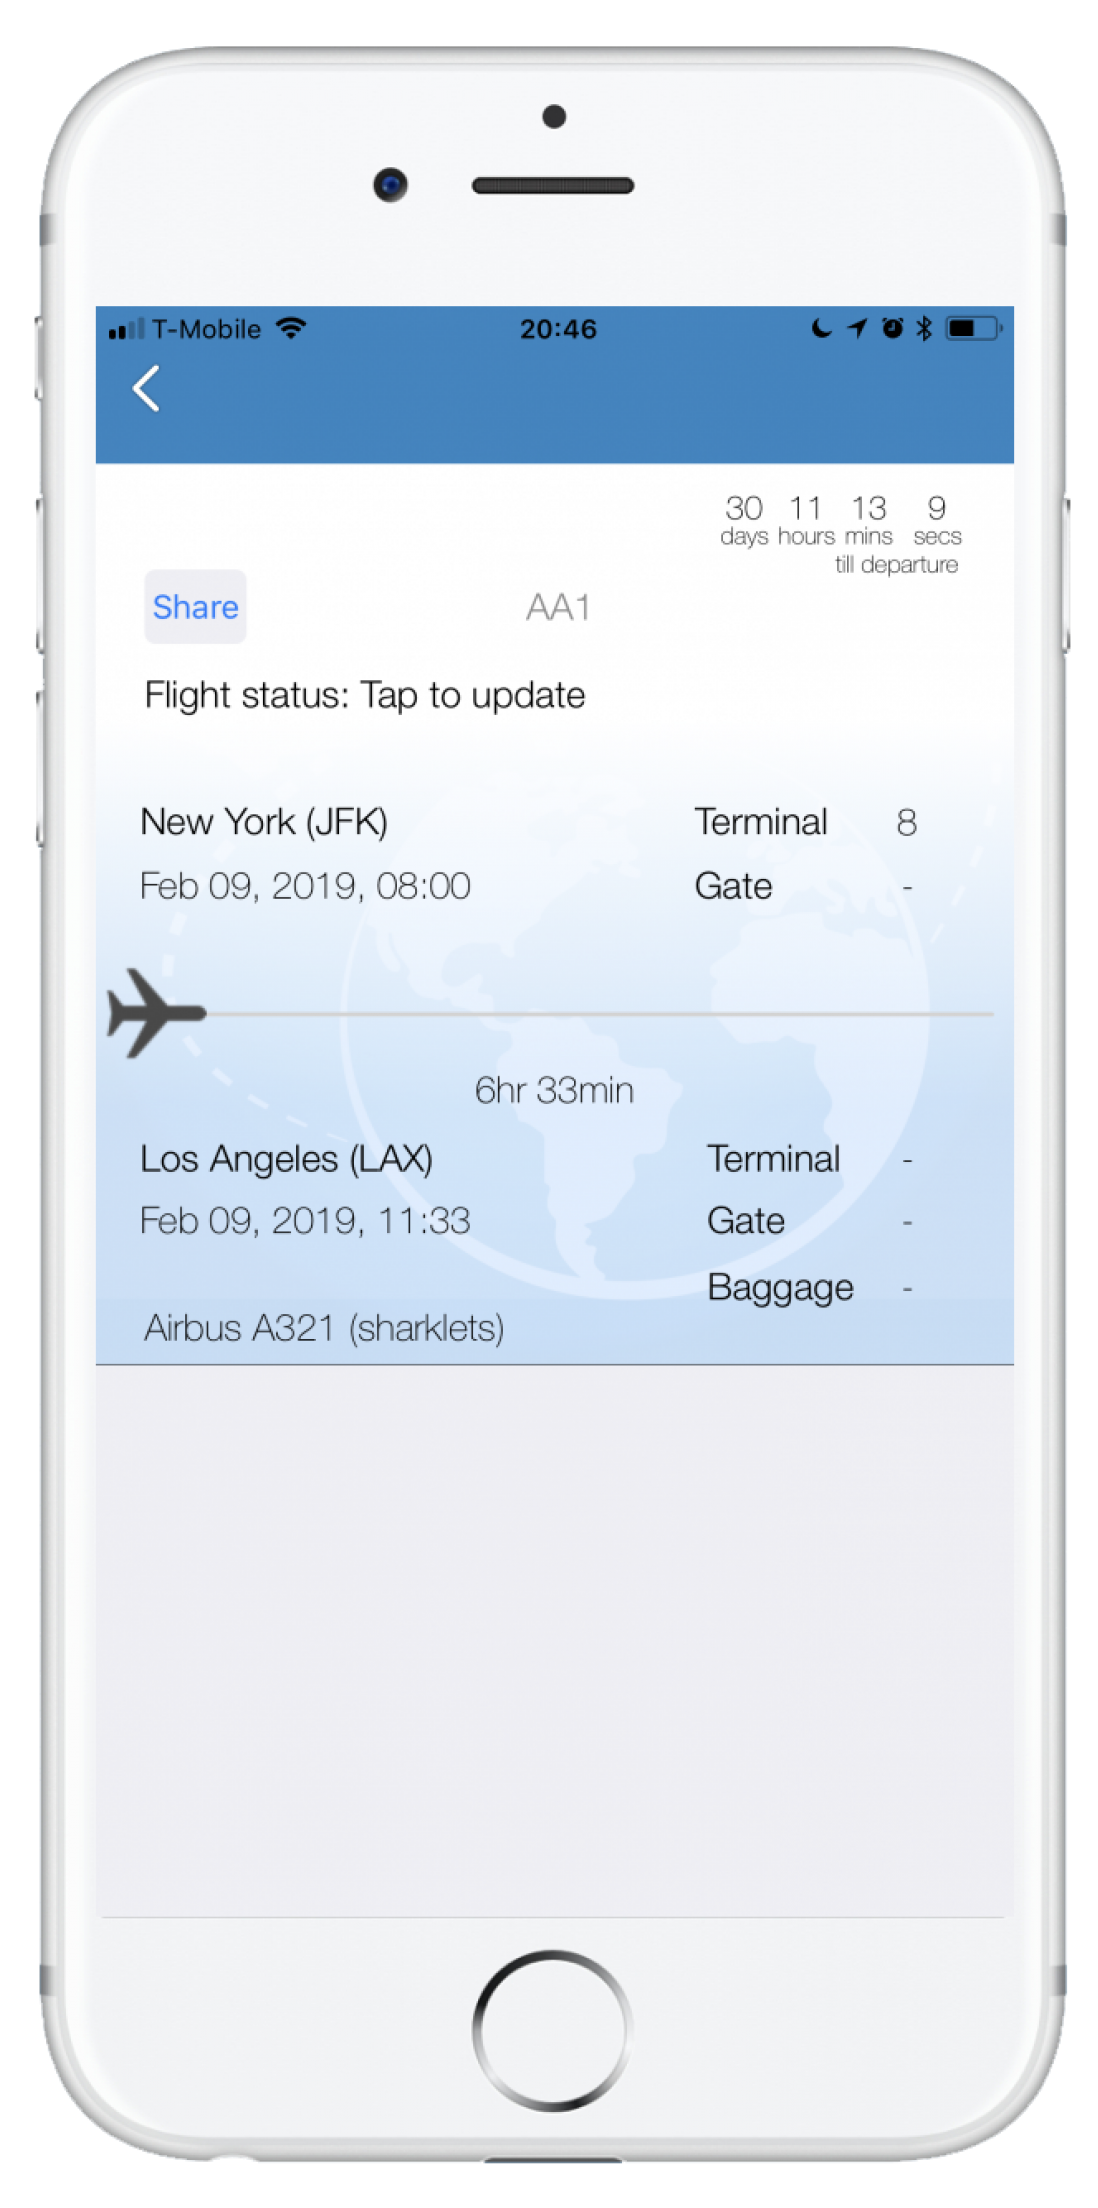 T-Mobile 20:46
30 11 13 9
days hours mins secs
till departure
Share AA1
Flight status: Tap to update
New York (JFK) Terminal 8
Feb 09, 2019, 08:00 Gate -
6hr 33min
Los Angeles (LAX) Terminal -
Feb 09, 2019, 11:33 Gate -
Baggage -
Airbus A321 (sharklets)